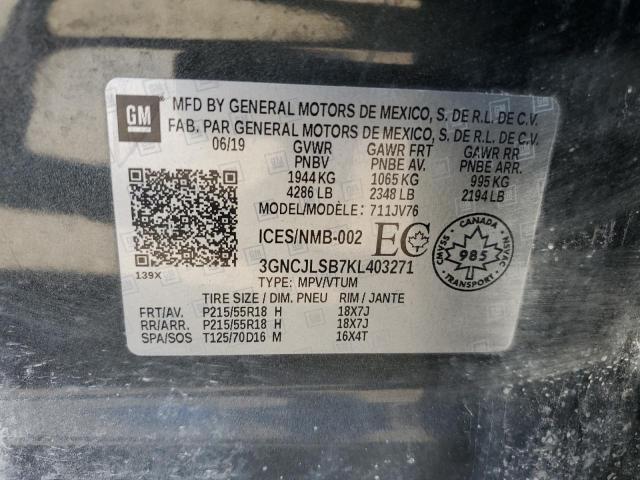 GM
MFD BY GENERAL MOTORS DE MEXICO, S. DE R.L. DE C.V.
FAB. PAR GENERAL MOTORS DE MEXICO, S. DE R.L. DE C.V.
06/19 GVWR GAWR FRT GAWR RR
PNBV PNBE AV. PNBE ARR.
1944 KG 1065 KG 995 KG
4286 LB 2348 LB 2194 LB
MODEL/MODÈLE: 711JV76
ICES/NMB-002 EC
CANADA CMVSS NSVAC 985
3GNCJLSB7KL403271
139X TYPE: MPV/VTUM
TIRE SIZE / DIM. PNEU RIM / JANTE
FRT/AV. P215/55R18 H 18X7J
RR/ARR. P215/55R18 H 18X7J
SPA/SOS T125/70D16 M 16X4T